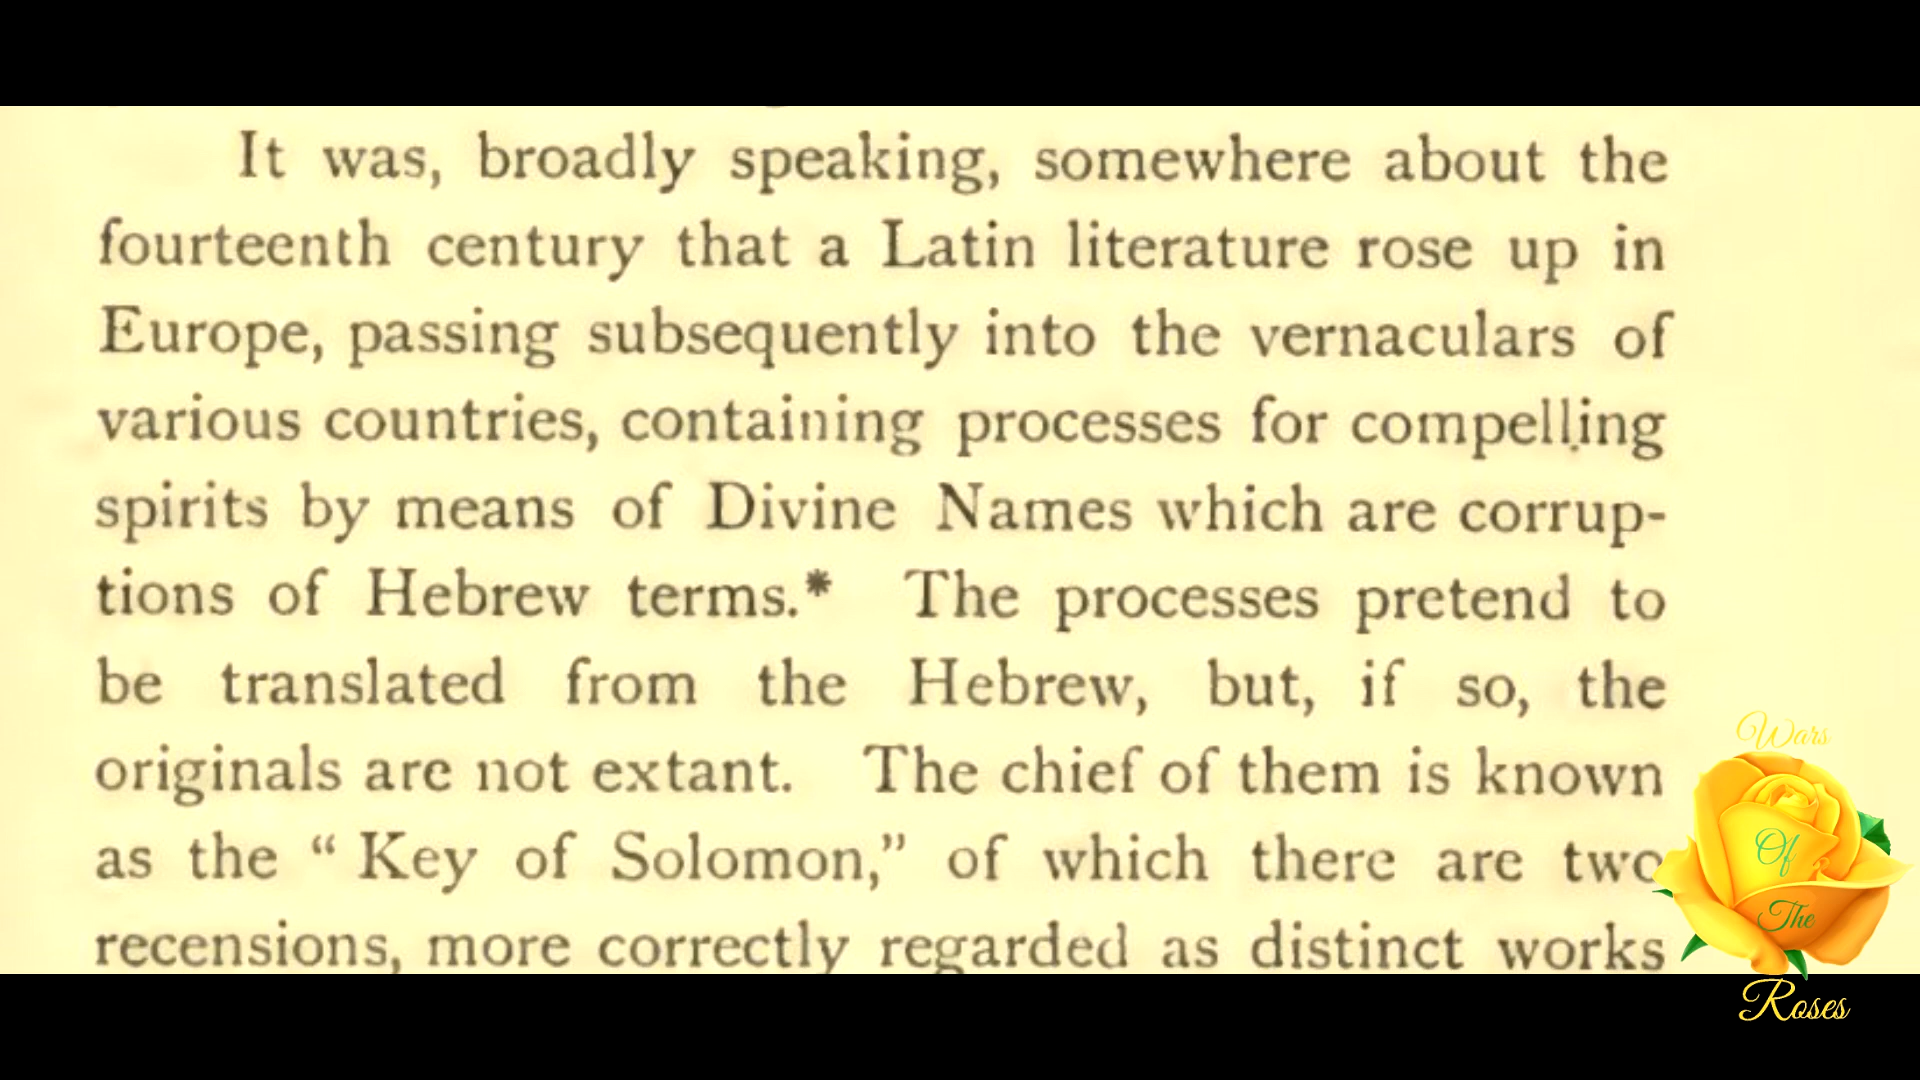 It was, broadly speaking, somewhere about the
fourteenth century that a Latin literature rose up in
Europe, passing subsequently into the vernaculars of
various countries, containing processes for compelling
spirits by means of Divine Names which are corrup-
tions of Hebrew terms.* The processes pretend to
be translated from the Hebrew, but, if so, the
originals are not extant. The chief of them is known
as the “ Key of Solomon,” of which there are two
recensions, more correctly regarded as distinct works
Wars
Of
The
Roses